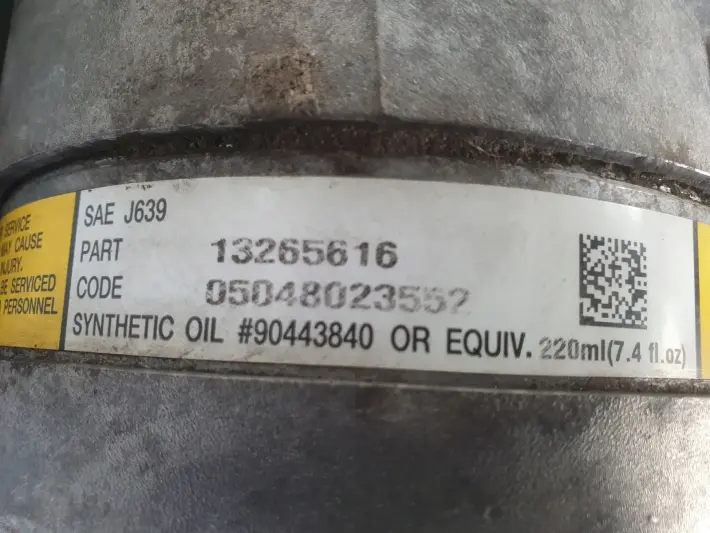 SERVICE
MAY CAUSE
INJURY.
BE SERVICED
PERSONNEL
SAE J639
PART 13265616
CODE 05048023552
SYNTHETIC OIL #90443840 OR EQUIV. 220ml(7.4 fl.oz)